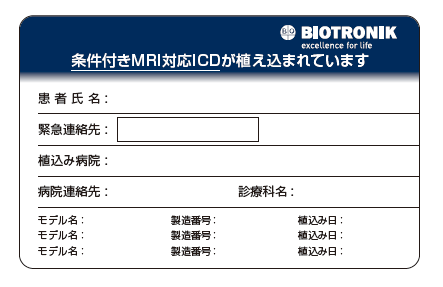 BIO BIOTRONIK
excellence for life
条件付きMRI対応ICDが植え込まれています
患者氏名：
緊急連絡先：
植込み病院：
病院連絡先： 診療科名：
モデル名： 製造番号： 植込み日：
モデル名： 製造番号： 植込み日：
モデル名： 製造番号： 植込み日：